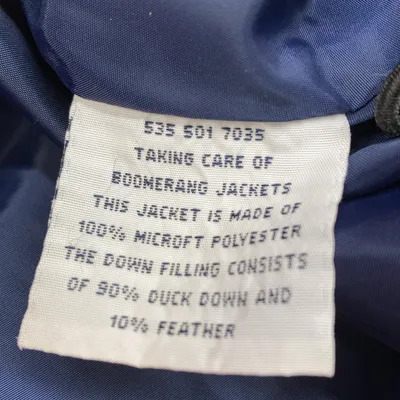 535 501 7035
TAKING CARE OF
BOOMERANG JACKETS
THIS JACKET IS MADE OF
100% MICROFT POLYESTER
THE DOWN FILLING CONSISTS
OF 90% DUCK DOWN AND
10% FEATHER